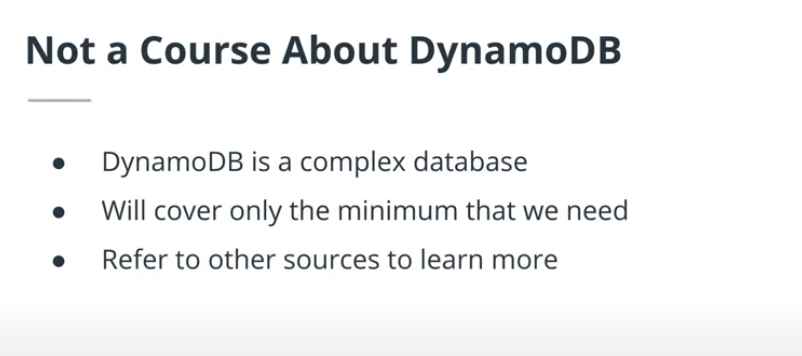 Not a Course About DynamoDB
● DynamoDB is a complex database
● Will cover only the minimum that we need
● Refer to other sources to learn more